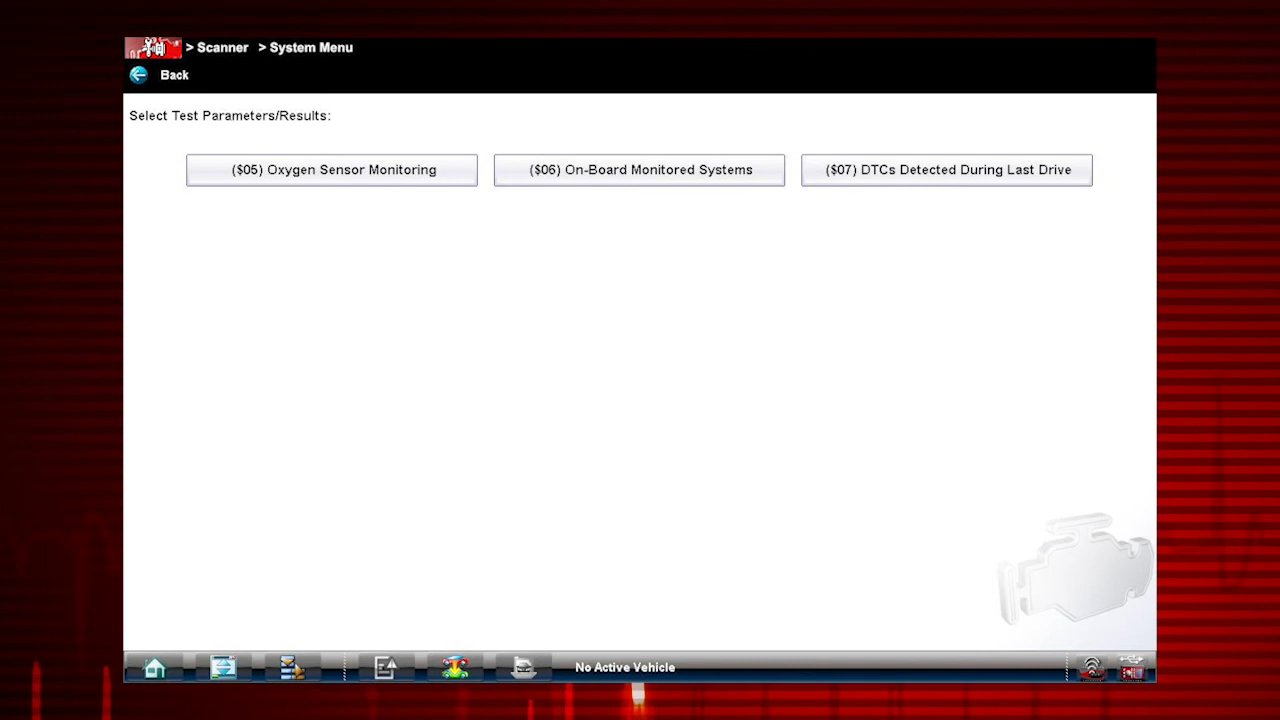 > Scanner > System Menu
Back
Select Test Parameters/Results:
($05) Oxygen Sensor Monitoring
($06) On-Board Monitored Systems
($07) DTCs Detected During Last Drive
No Active Vehicle